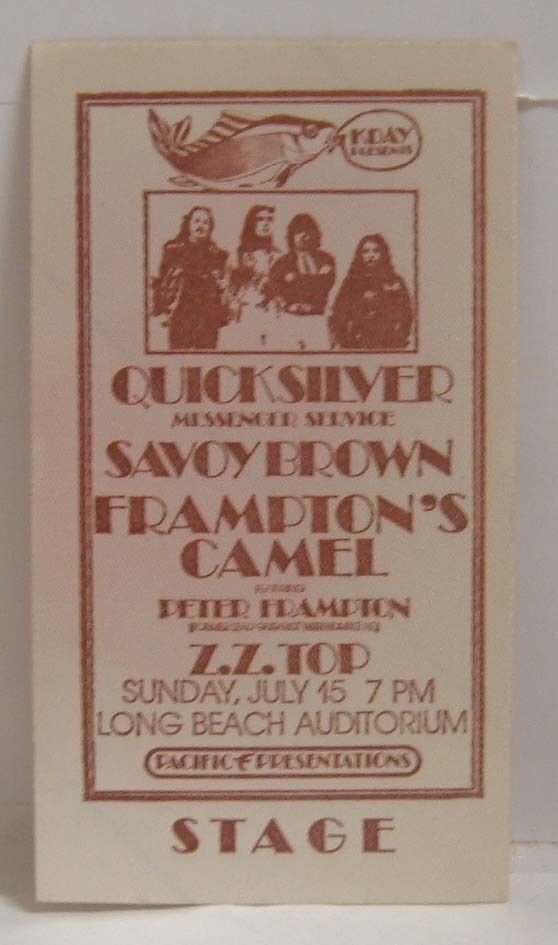 KDAY
PRESENTS
QUICKSILVER
MESSENGER SERVICE
SAVOY BROWN
FRAMPTON'S
CAMEL
PETER FRAMPTON
Z.Z. TOP
SUNDAY, JULY 15 7 PM
LONG BEACH AUDITORIUM
PACIFIC PRESENTATIONS
STAGE